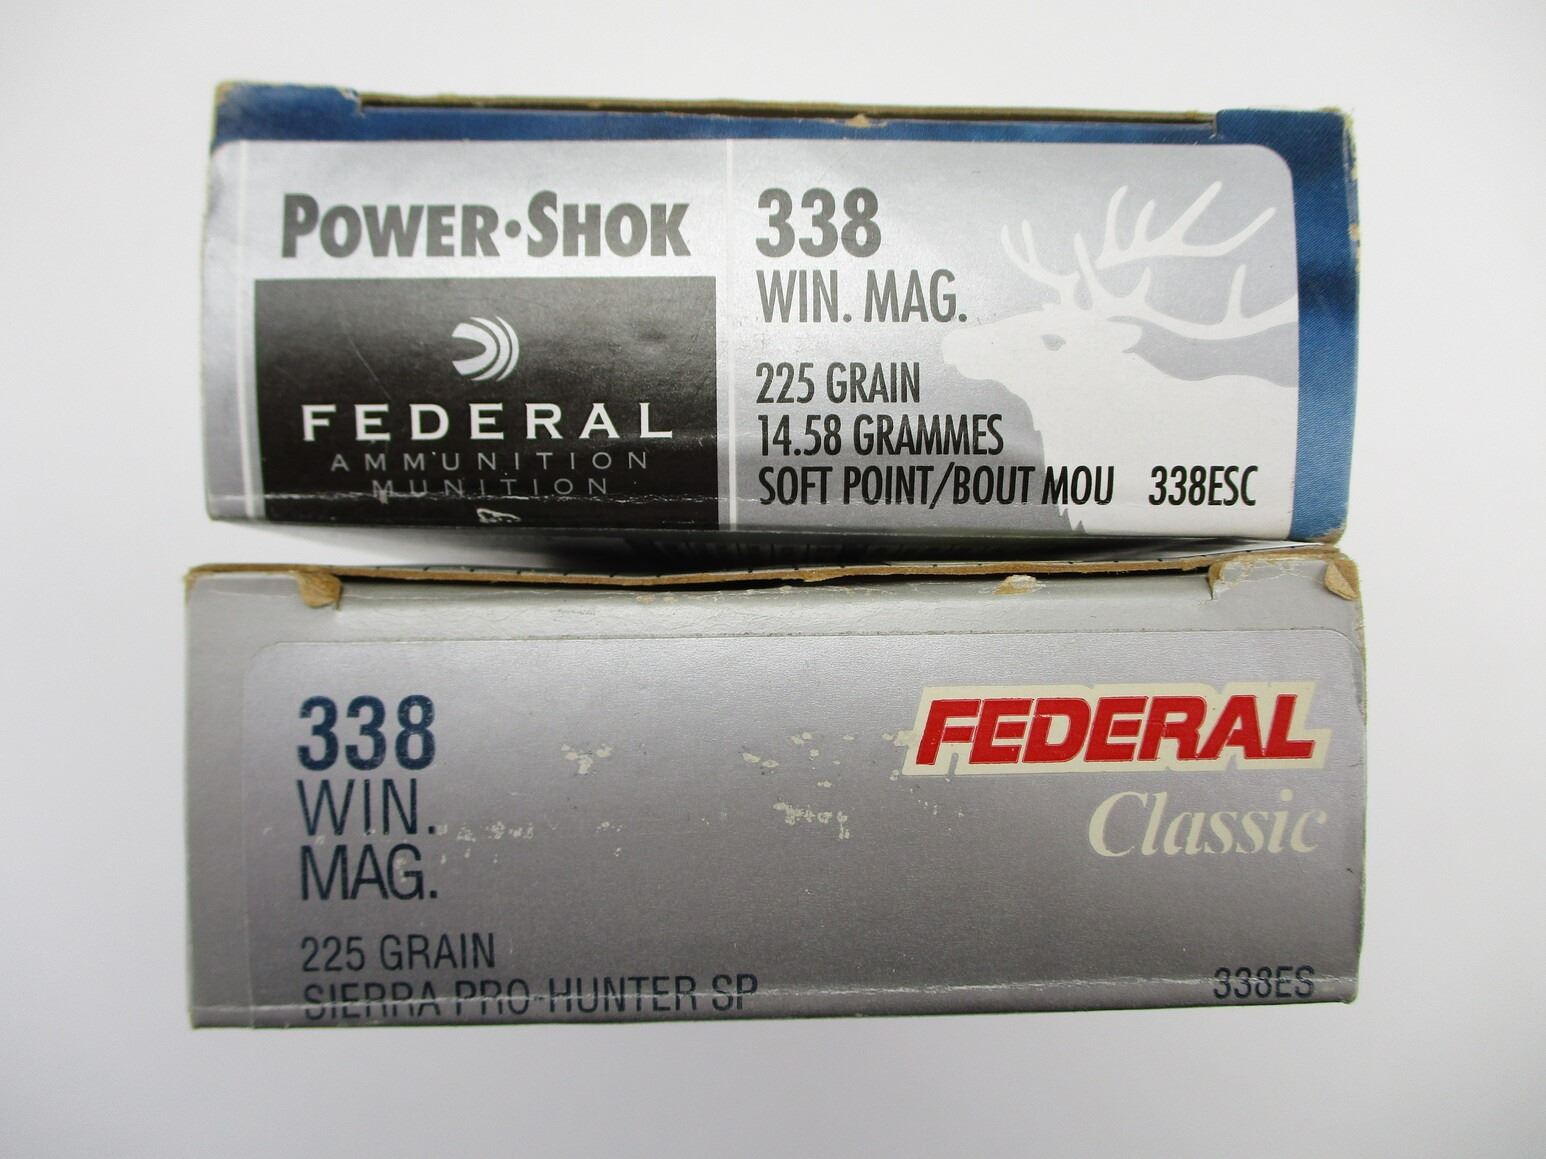 POWER•SHOK
FEDERAL
AMMUNITION
MUNITION
338
WIN. MAG.
225 GRAIN
14.58 GRAMMES
SOFT POINT/BOUT MOU 338ESC
338
WIN.
MAG.
225 GRAIN
SIERRA PRO-HUNTER SP
FEDERAL
Classic
338ES